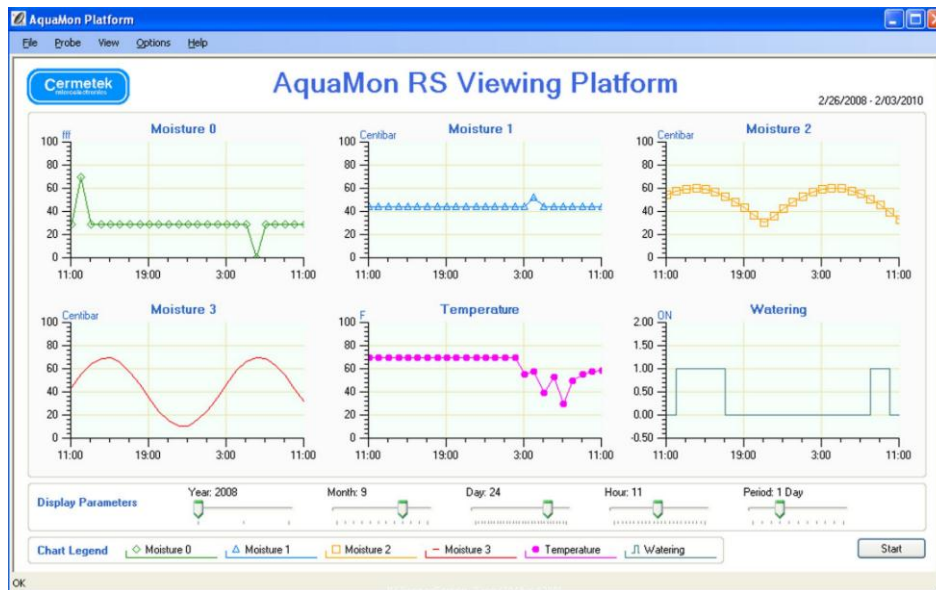 AquaMon Platform
File Probe View Options Help
Cermetek
microelectronics
AquaMon RS Viewing Platform
2/26/2008 - 2/03/2010
Moisture 0
fff
100
80
60
40
20
0
11:00 19:00 3:00 11:00
Moisture 1
Centibar
100
80
60
40
20
0
11:00 19:00 3:00 11:00
Moisture 2
Centibar
100
80
60
40
20
0
11:00 19:00 3:00 11:00
Moisture 3
Centibar
100
80
60
40
20
0
11:00 19:00 3:00 11:00
Temperature
F
100
80
60
40
20
0
11:00 19:00 3:00 11:00
Watering
ON
2.00
1.50
1.00
0.50
0.00
-0.50
11:00 19:00 3:00 11:00
Display Parameters
Year: 2008 Month: 9 Day: 24 Hour: 11 Period: 1 Day
Chart Legend Moisture 0 Moisture 1 Moisture 2 Moisture 3 Temperature Watering
Start
OK